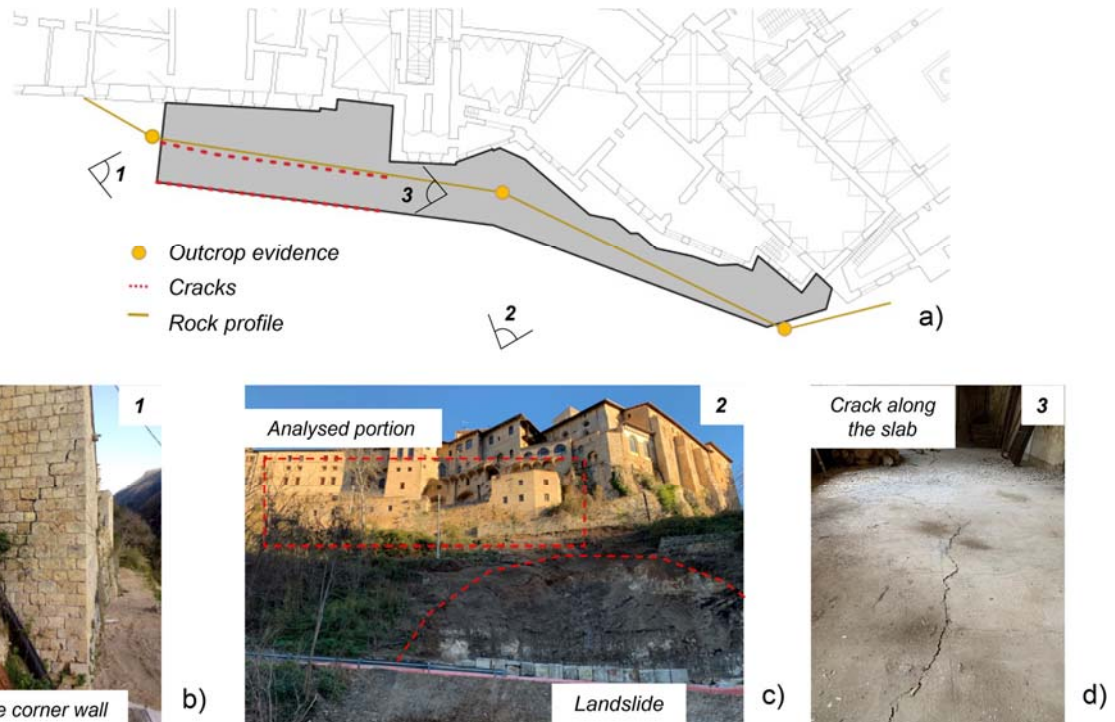 1
3
2
Outcrop evidence
Cracks
Rock profile
a)
1
corner wall
b)
Analysed portion
2
Landslide
c)
Crack along
the slab
3
d)